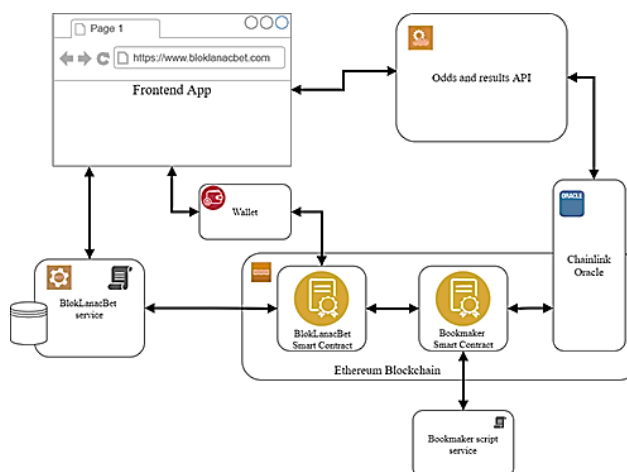 Page 1
https://www.bloklanacbet.com
Frontend App
Odds and results API
Wallet
ORACLE
Chainlink
Oracle
BlokLanacBet
service
BlokLanacBet
Smart Contract
Bookmaker
Smart Contract
Ethereum Blockchain
Bookmaker script
service